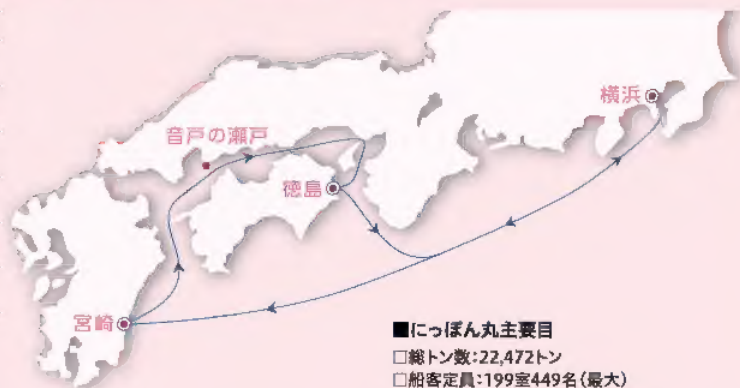 横浜
音戸の瀬戸
徳島
宮崎
■にっぽん丸主要目
□総トン数:22,472トン
□船客定員:199室449名(最大)